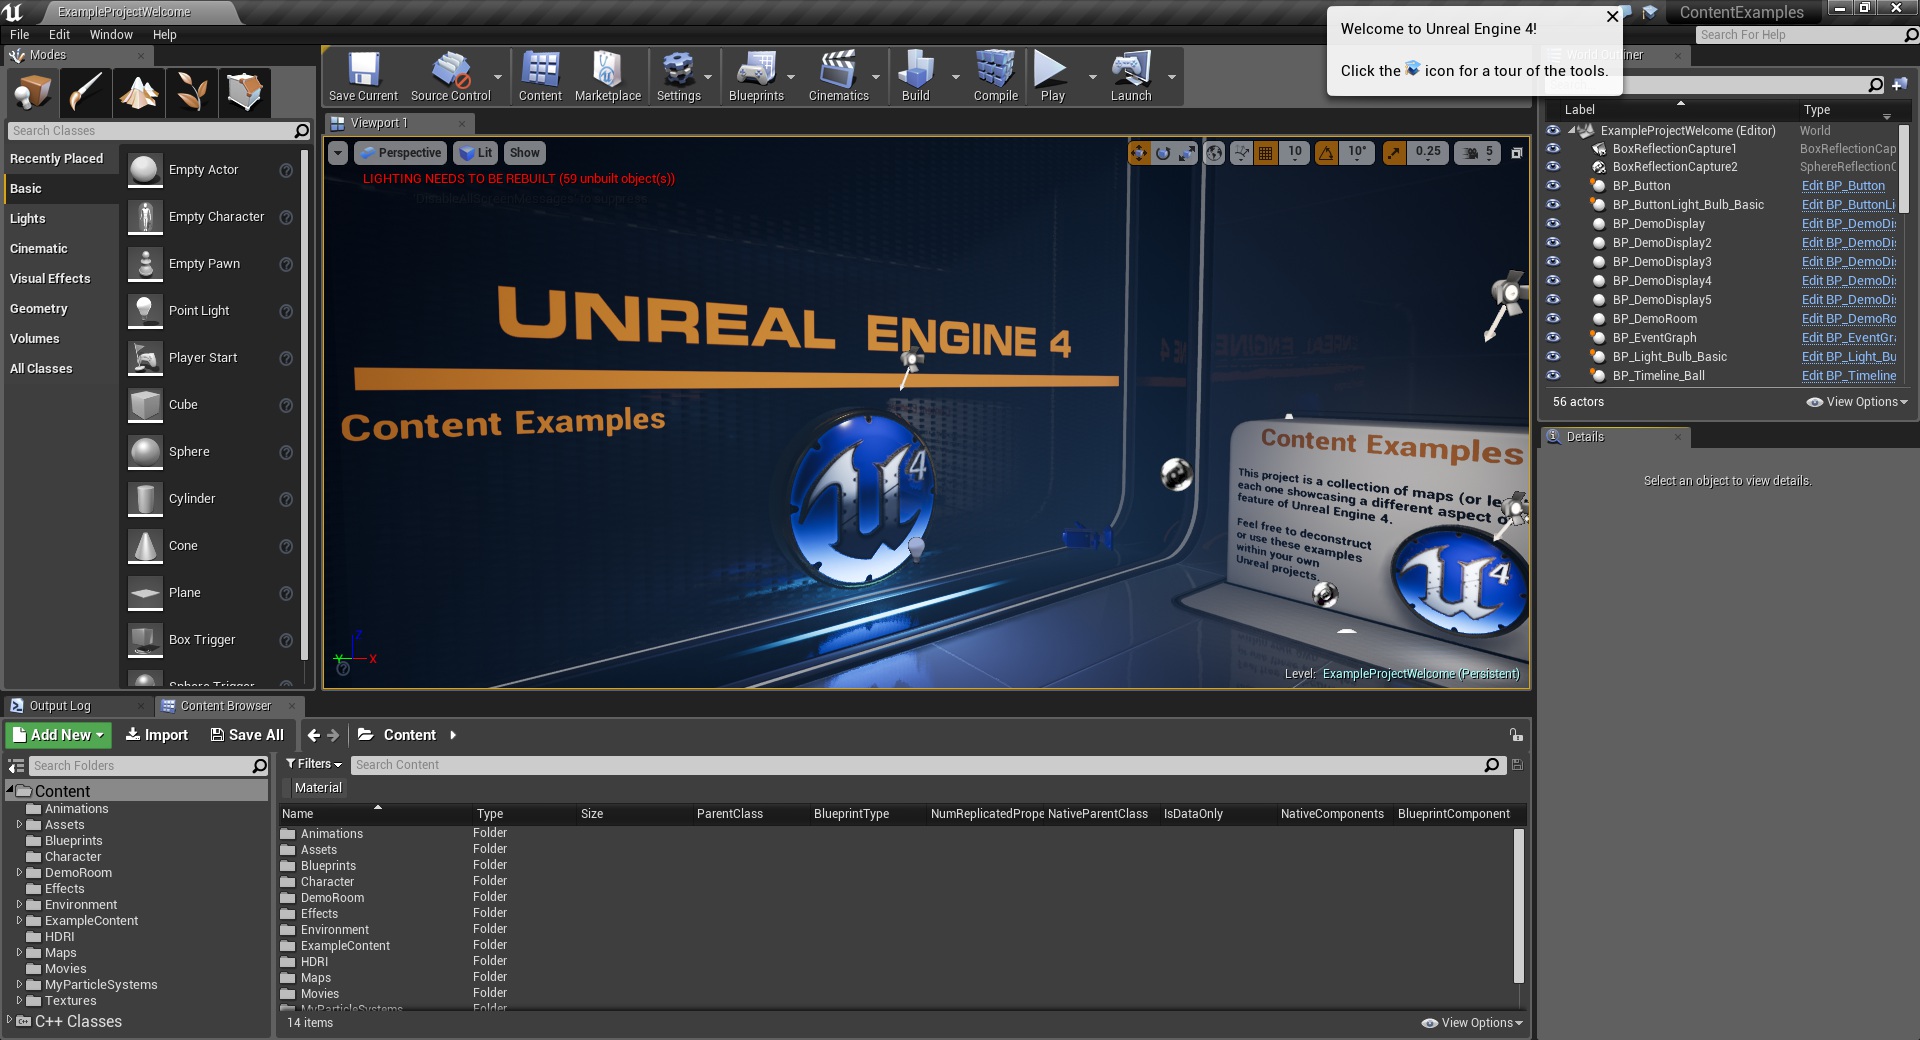 ExampleProjectWelcome
ContentExamples
File Edit Window Help
Search For Help
Welcome to Unreal Engine 4!
Click the icon for a tour of the tools.
Modes
Search Classes
Recently Placed
Basic
Lights
Cinematic
Visual Effects
Geometry
Volumes
All Classes
Empty Actor
Empty Character
Empty Pawn
Point Light
Player Start
Cube
Sphere
Cylinder
Cone
Plane
Box Trigger
Sphere Trigger
Save Current Source Control Content Marketplace Settings Blueprints Cinematics Build Compile Play Launch
Viewport 1
Perspective Lit Show
10 10° 0.25 5
LIGHTING NEEDS TO BE REBUILT (59 unbuilt object(s))
'DisableAllScreenMessages' to suppress
UNREAL ENGINE 4
Content Examples
4
Content Examples
This project is a collection of maps (or le
each one showcasing a different aspect o
feature of Unreal Engine 4.
Feel free to deconstruct
or use these examples
within your own
Unreal projects.
4
Z
Y X
Level: ExampleProjectWelcome (Persistent)
World Outliner
Label Type
ExampleProjectWelcome (Editor) World
BoxReflectionCapture1 BoxReflectionCap
BoxReflectionCapture2 SphereReflectionC
BP_Button Edit BP_Button
BP_ButtonLight_Bulb_Basic Edit BP_ButtonLi
BP_DemoDisplay Edit BP_DemoDi
BP_DemoDisplay2 Edit BP_DemoDi
BP_DemoDisplay3 Edit BP_DemoDi
BP_DemoDisplay4 Edit BP_DemoDi
BP_DemoDisplay5 Edit BP_DemoDi
BP_DemoRoom Edit BP_DemoRo
BP_EventGraph Edit BP_EventGra
BP_Light_Bulb_Basic Edit BP_Light_Bu
BP_Timeline_Ball Edit BP_Timeline
56 actors View Options
Details
Select an object to view details.
Output Log Content Browser
Add New Import Save All Content
Search Folders
Content
Animations
Assets
Blueprints
Character
DemoRoom
Effects
Environment
ExampleContent
HDRI
Maps
Movies
MyParticleSystems
Textures
C++ Classes
Filters Search Content
Material
Name Type Size ParentClass BlueprintType NumReplicatedPrope NativeParentClass IsDataOnly NativeComponents BlueprintComponent
Animations Folder
Assets Folder
Blueprints Folder
Character Folder
DemoRoom Folder
Effects Folder
Environment Folder
ExampleContent Folder
HDRI Folder
Maps Folder
Movies Folder
MyParticleSystems Folder
14 items View Options